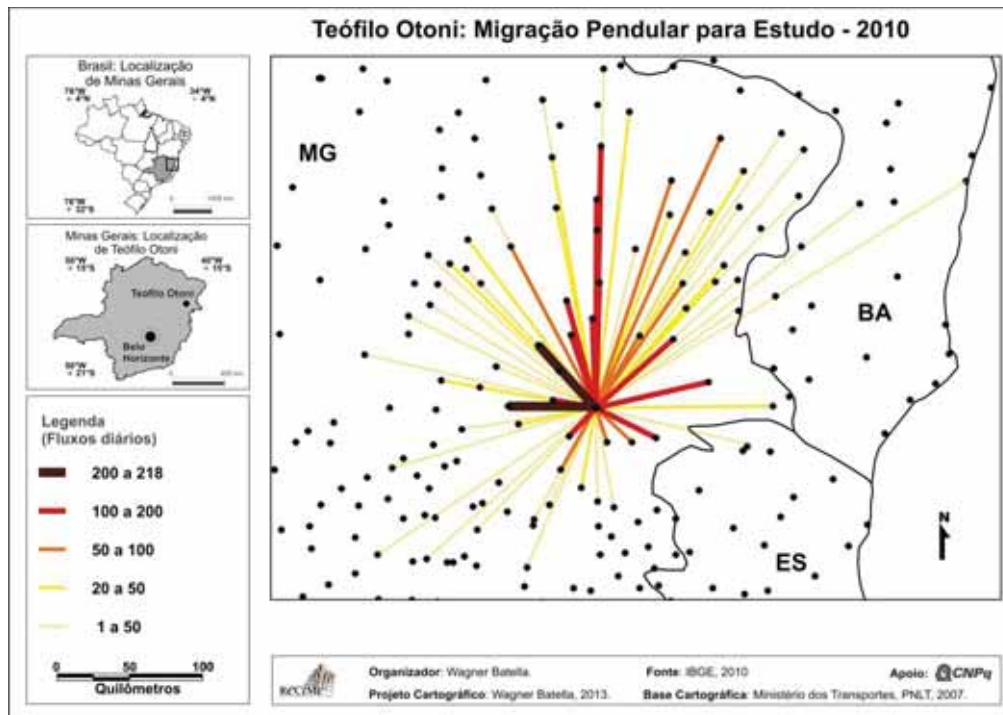 Teófilo Otoni: Migração Pendular para Estudo - 2010
Brasil: Localização
de Minas Gerais
Minas Gerais: Localização
de Teófilo Otoni
Teófilo Otoni
Belo
Horizonte
MG
BA
ES
N
Legenda
(Fluxos diários)
200 a 218
100 a 200
50 a 100
20 a 50
1 a 50
0 50 100
Quilômetros
Organizador: Wagner Batella.
Fonte: IBGE, 2010
Apoio: CNPq
Projeto Cartográfico: Wagner Batella, 2013.
Base Cartográfica: Ministério dos Transportes, PNLT, 2007.